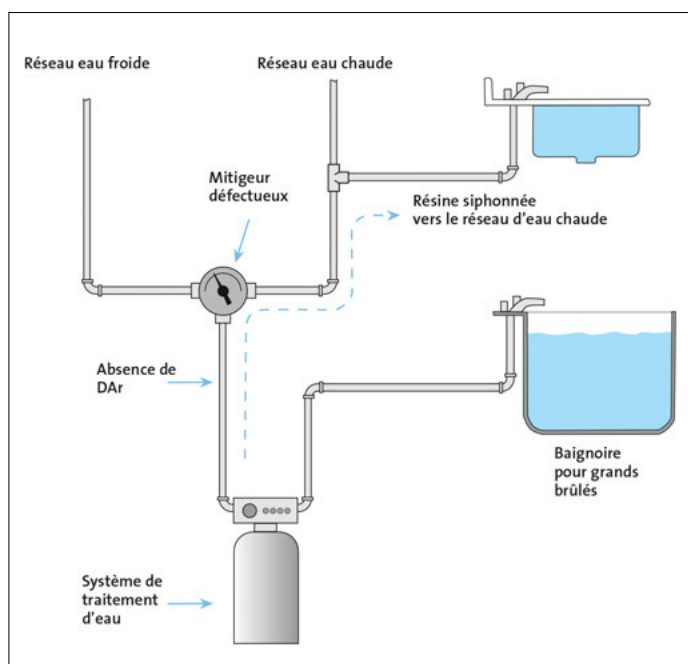 Réseau eau froide
Réseau eau chaude
Mitigeur
défectueux
Résine siphonnée
vers le réseau d'eau chaude
Absence de
DAr
Baignoire
pour grands
brûlés
Système de
traitement
d'eau